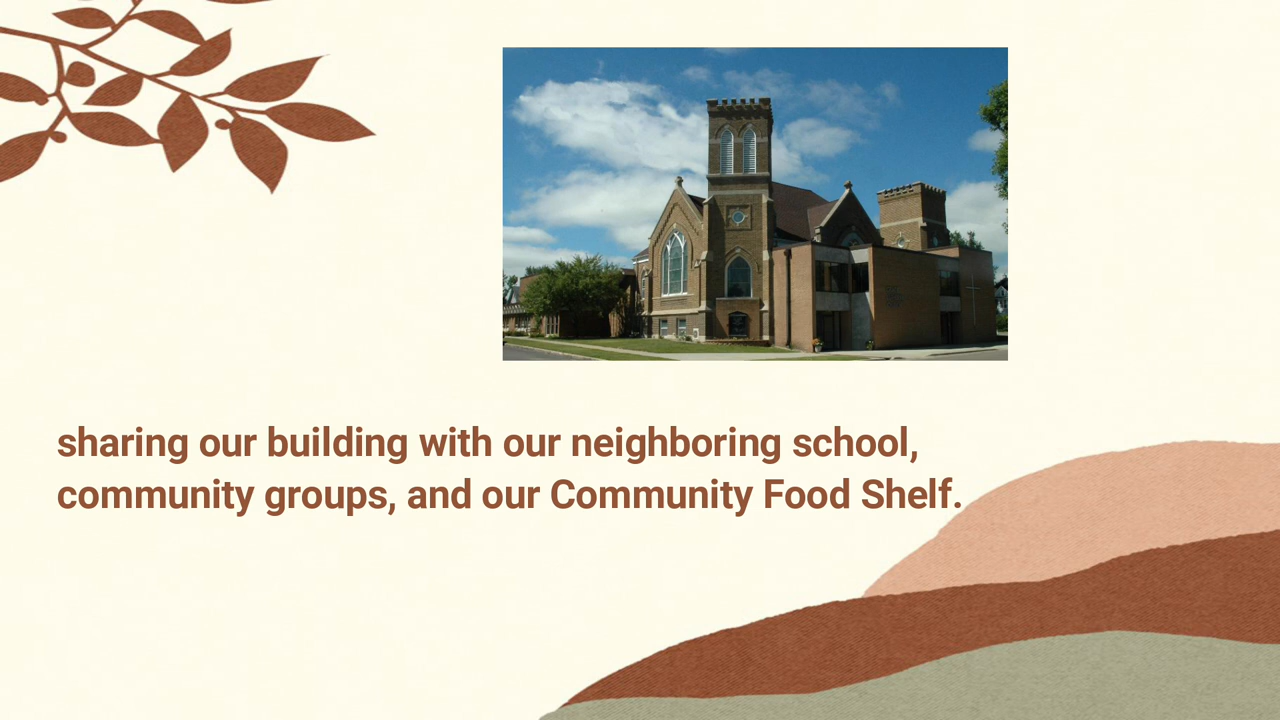 sharing our building with our neighboring school,
community groups, and our Community Food Shelf.